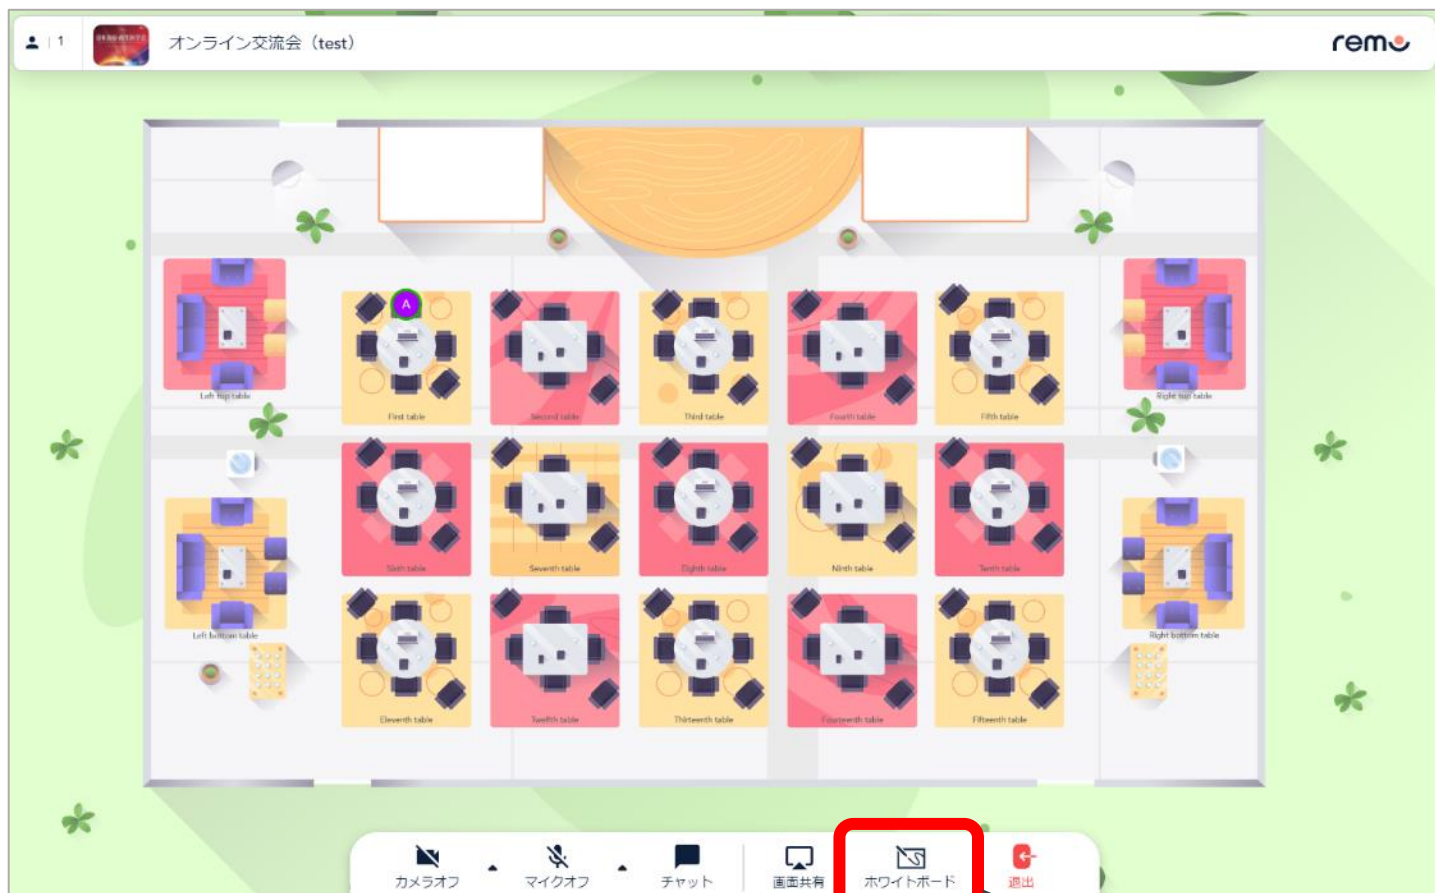 1
オンライン交流会（test）
remo
A
Left top table
First table
Second table
Third table
Fourth table
Fifth table
Right top table
Sixth table
Seventh table
Eighth table
Ninth table
Tenth table
Left bottom table
Right bottom table
Eleventh table
Twelfth table
Thirteenth table
Fourteenth table
Fifteenth table
カメラオフ
マイクオフ
チャット
画面共有
ホワイトボード
退出